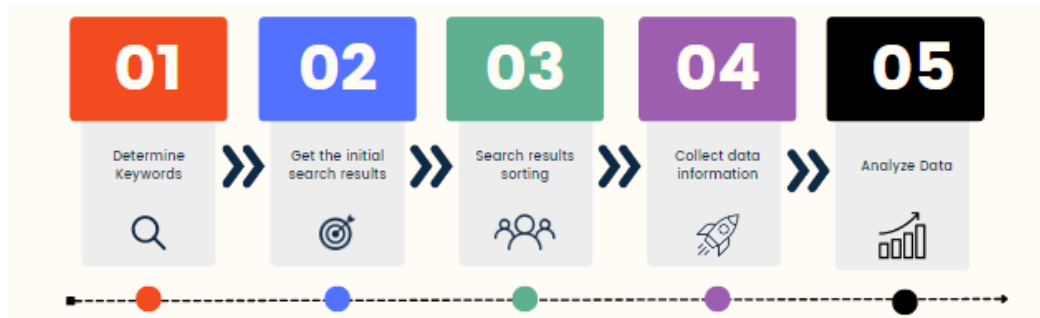 01
02
03
04
05
Determine
Keywords
Get the initial
search results
Search results
sorting
Collect data
information
Analyze Data